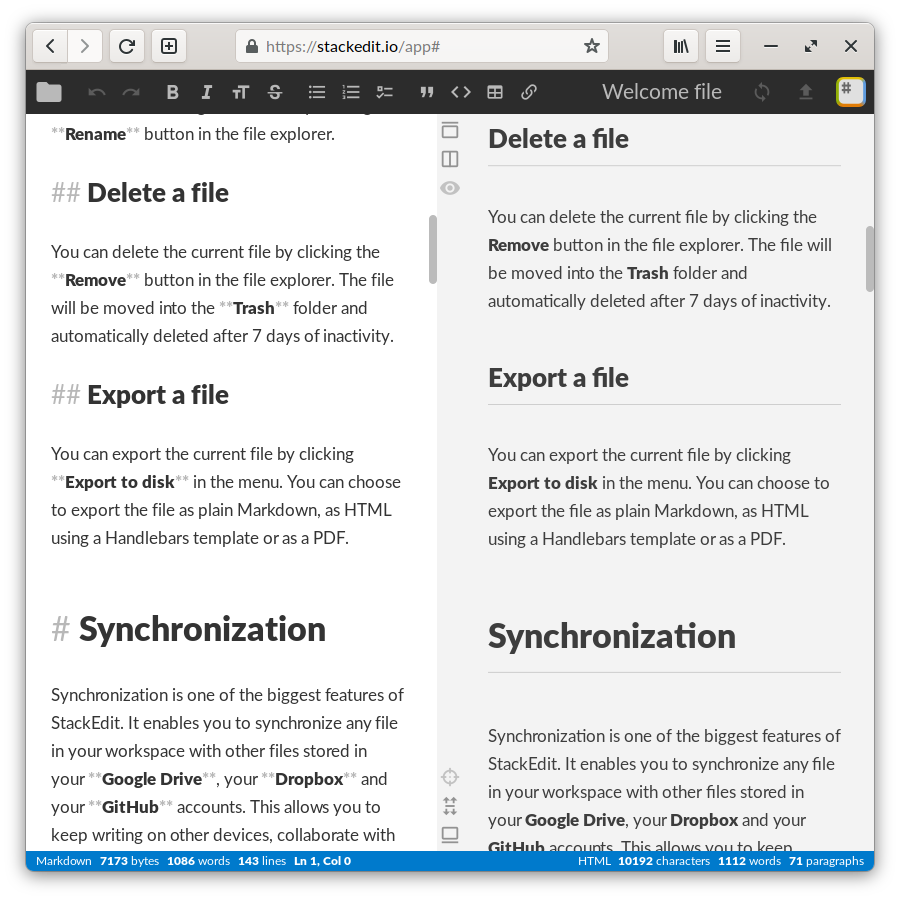 https://stackedit.io/app#
B I TT S Welcome file #
**Rename** button in the file explorer.
## Delete a file
You can delete the current file by clicking the
**Remove** button in the file explorer. The file
will be moved into the **Trash** folder and
automatically deleted after 7 days of inactivity.
## Export a file
You can export the current file by clicking
**Export to disk** in the menu. You can choose
to export the file as plain Markdown, as HTML
using a Handlebars template or as a PDF.
# Synchronization
Synchronization is one of the biggest features of
StackEdit. It enables you to synchronize any file
in your workspace with other files stored in
your **Google Drive**, your **Dropbox** and
your **GitHub** accounts. This allows you to
keep writing on other devices, collaborate with
Delete a file
You can delete the current file by clicking the
Remove button in the file explorer. The file will
be moved into the Trash folder and
automatically deleted after 7 days of inactivity.
Export a file
You can export the current file by clicking
Export to disk in the menu. You can choose to
export the file as plain Markdown, as HTML
using a Handlebars template or as a PDF.
Synchronization
Synchronization is one of the biggest features of
StackEdit. It enables you to synchronize any file
in your workspace with other files stored in
your Google Drive, your Dropbox and your
GitHub accounts. This allows you to keep
Markdown 7173 bytes 1086 words 143 lines Ln 1, Col 0
HTML 10192 characters 1112 words 71 paragraphs